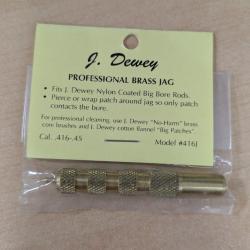 J. Dewey
PROFESSIONAL BRASS JAG
• Fits J. Dewey Nylon Coated Big Bore Rods.
• Pierce or wrap patch around jag so only patch
contacts the bore.
For professional cleaning, use J. Dewey "No-Harm" brass
core brushes and J. Dewey cotton flannel "Big Patches".
Cal. .416-.45
Model #416J